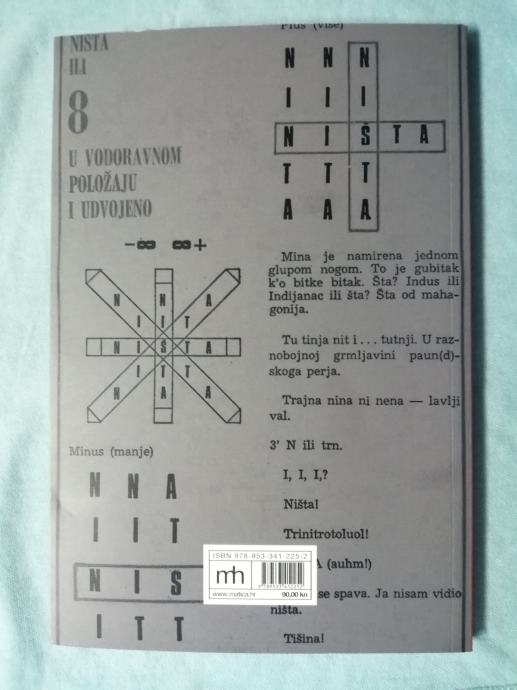 NIŠTA
ILI
8
U VODORAVNOM
POLOŽAJU
I UDVOJENO
-∞ ∞+
N N A
I I T
N I Š T A
I T T
N A A
Minus (manje)
N N A
I I T
N I S
I T T
Plus (više)
N N N
I I I
N I Š T A
T T T
A A A
Mina je namirena jednom
glupom nogom. To je gubitak
k'o bitke bitak. Šta? Indus ili
Indijanac ili šta? Šta od maha-
gonija.
Tu tinja nit i... tutnji. U raz-
nobojnoj grmljavini paun(d)-
skoga perja.
Trajna nina ni nena — lavlji
val.
3' N ili trn.
I, I, I,?
Ništa!
Trinitrotoluol!
A (auhm!)
se spava. Ja nisam vidio
ništa.
Tišina!
ISBN 978-953-341-225-2
mh
9789533412252
www.matica.hr 90,00 kn